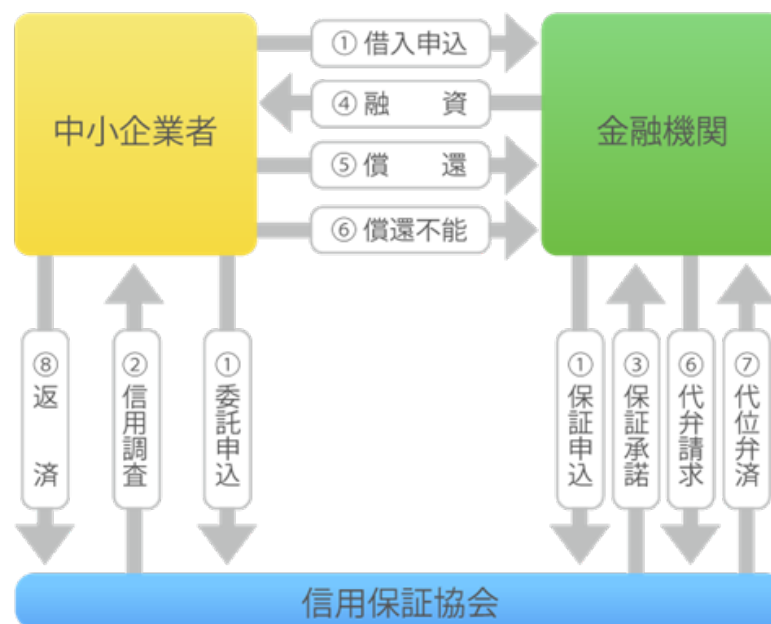 中小企業者
① 借入申込
④ 融　資
⑤ 償　還
⑥ 償還不能
金融機関
⑧返　済
②信用調査
①委託申込
①保証申込
③保証承諾
⑥代弁請求
⑦代位弁済
信用保証協会